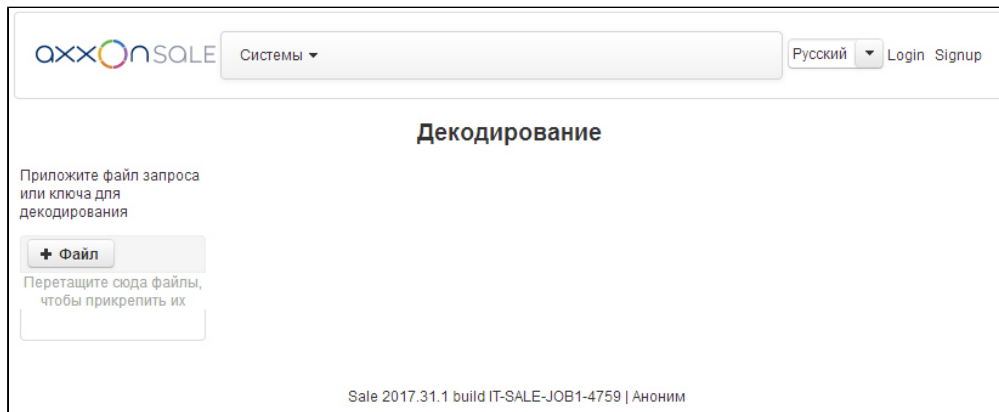 axxOnSALE
Системы
Русский
Login Signup
Декодирование
Приложите файл запроса
или ключа для
декодирования
+ Файл
Перетащите сюда файлы,
чтобы прикрепить их
Sale 2017.31.1 build IT-SALE-JOB1-4759 | Аноним